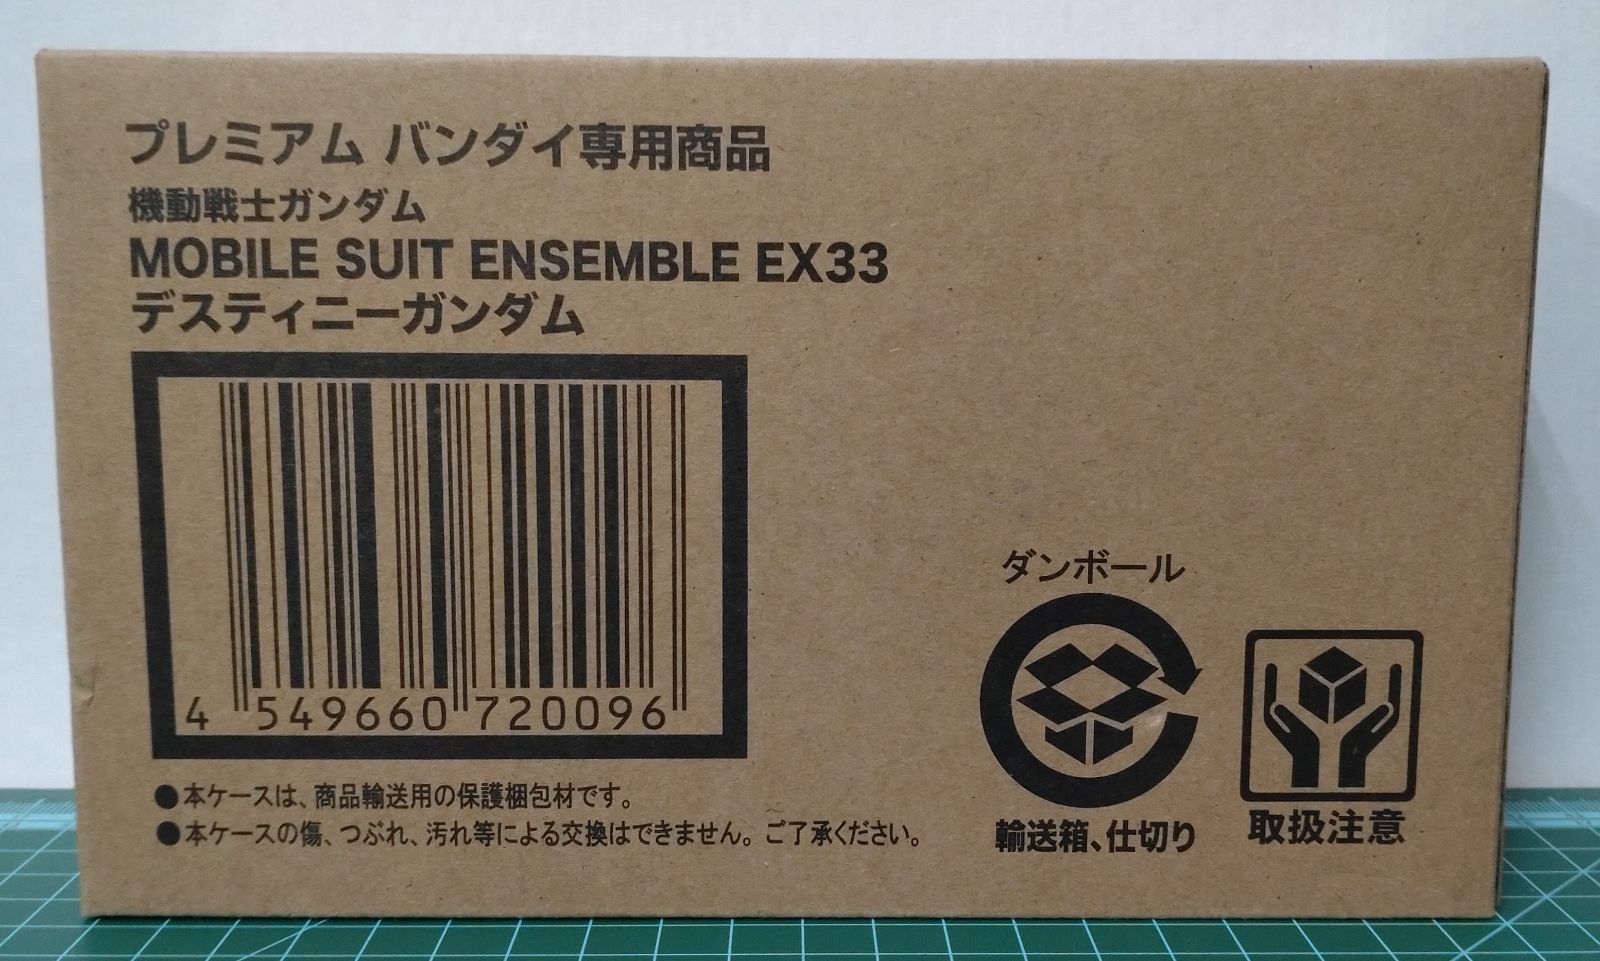 プレミアム バンダイ専用商品
機動戦士ガンダム
MOBILE SUIT ENSEMBLE EX33
デスティニーガンダム
4 549660 720096
●本ケースは、商品輸送用の保護梱包材です。
●本ケースの傷、つぶれ、汚れ等による交換はできません。ご了承ください。
ダンボール
輸送箱、仕切り
取扱注意